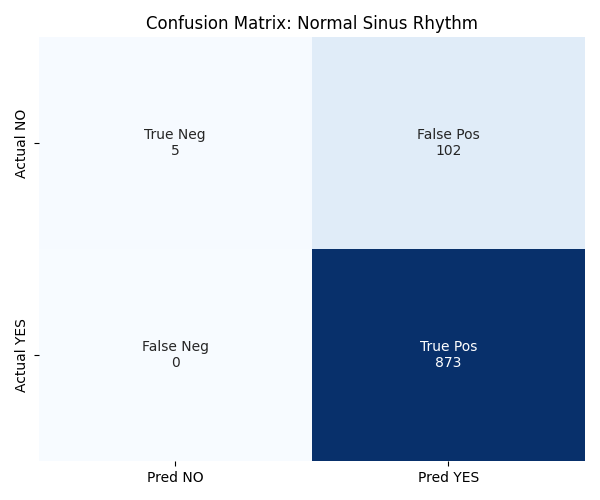 Confusion Matrix: Normal Sinus Rhythm
Actual NO
True Neg
5
False Pos
102
Actual YES
False Neg
0
True Pos
873
Pred NO
Pred YES